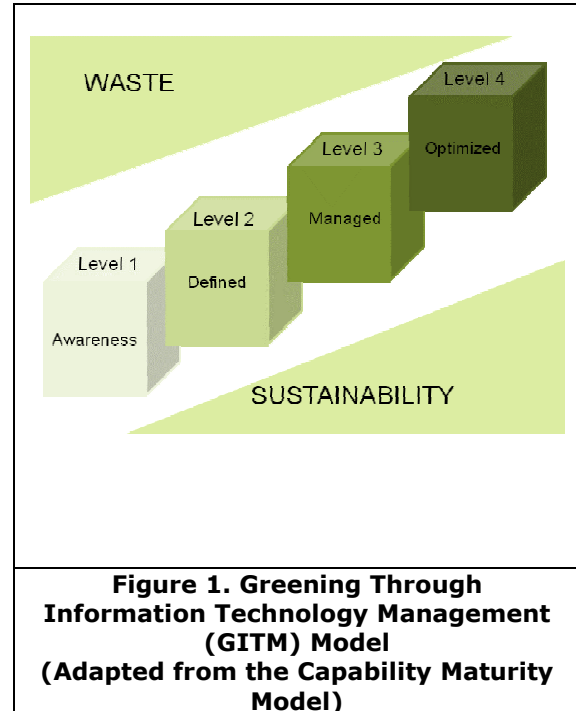 WASTE
Level 4
Optimized
Level 3
Managed
Level 2
Defined
Level 1
Awareness
SUSTAINABILITY
Figure 1. Greening Through
Information Technology Management
(GITM) Model
(Adapted from the Capability Maturity
Model)